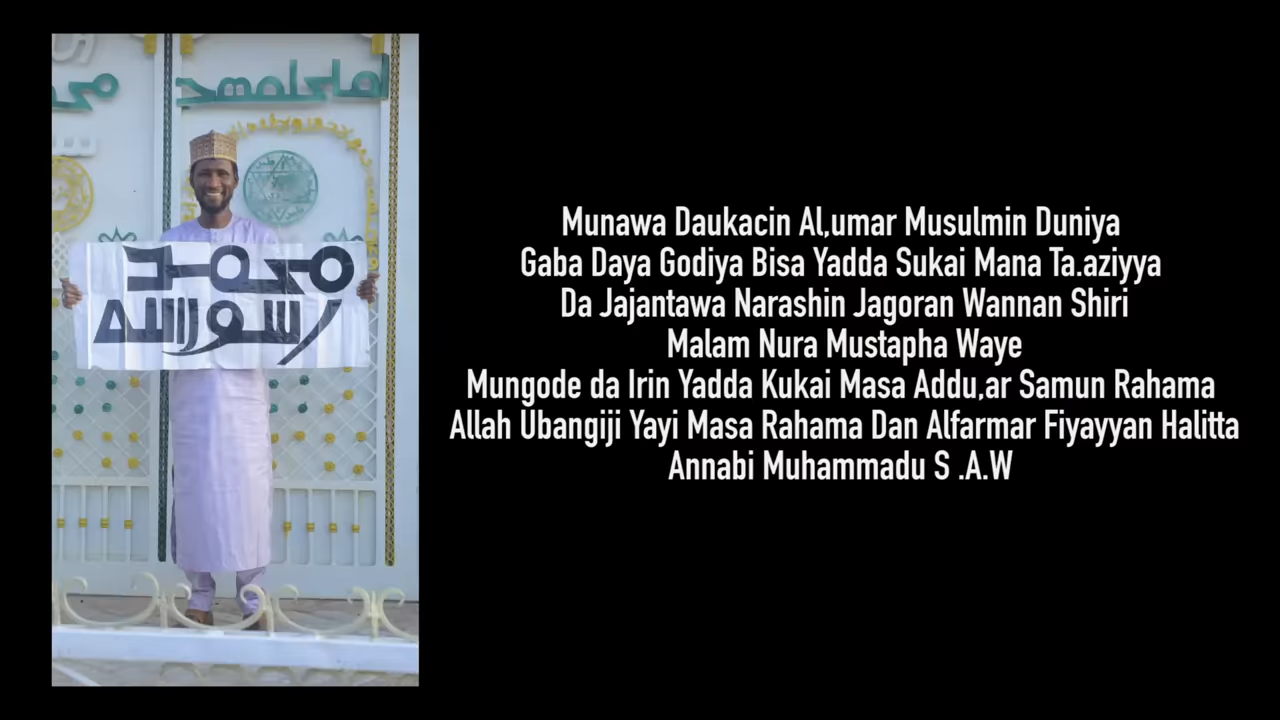 محمد
رسول الله
Munawa Daukacin Al,umar Musulmin Duniya
Gaba Daya Godiya Bisa Yadda Sukai Mana Ta.aziyya
Da Jajantawa Narashin Jagoran Wannan Shiri
Malam Nura Mustapha Waye
Mungode da Irin Yadda Kukai Masa Addu,ar Samun Rahama
Allah Ubangiji Yayi Masa Rahama Dan Alfarmar Fiyayyan Halitta
Annabi Muhammadu S .A.W